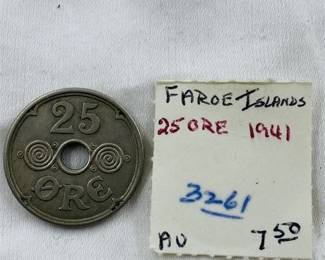 25
ØRE
FAROE ISLANDS
25 ORE 1941
3261
AU 7.50